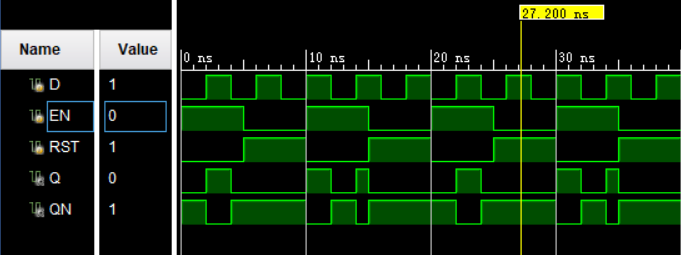 27.200 ns
Name Value
0 ns 10 ns 20 ns 30 ns
D 1
EN 0
RST 1
Q 0
QN 1